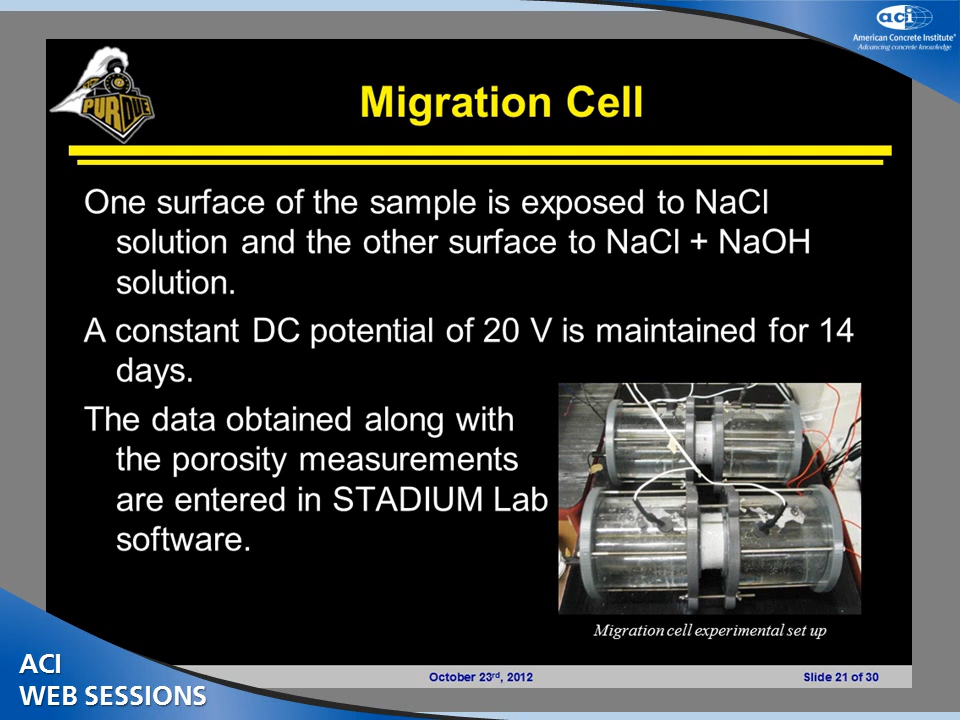 aci
American Concrete Institute®
Advancing concrete knowledge
PURDUE
Migration Cell
One surface of the sample is exposed to NaCl
solution and the other surface to NaCl + NaOH
solution.
A constant DC potential of 20 V is maintained for 14
days.
The data obtained along with
the porosity measurements
are entered in STADIUM Lab
software.
Migration cell experimental set up
ACI
WEB SESSIONS
October 23rd, 2012
Slide 21 of 30